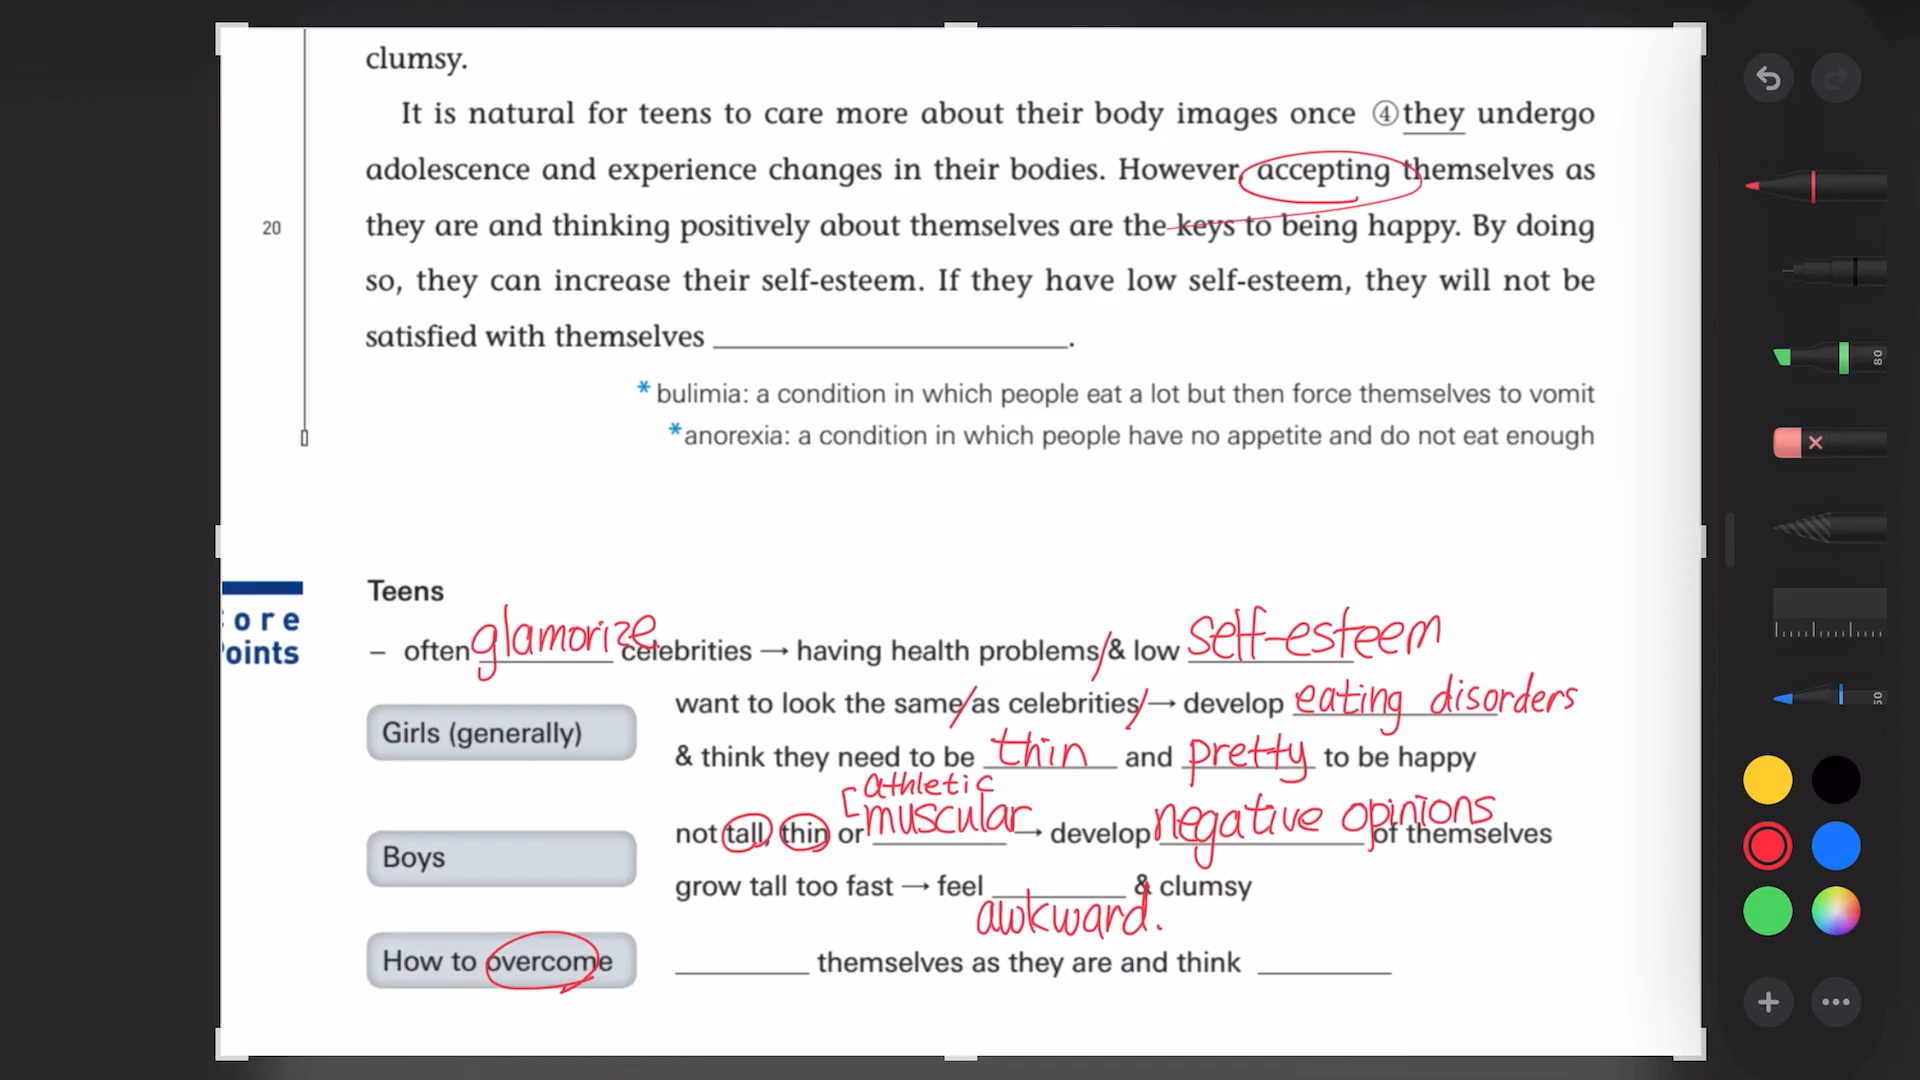 clumsy.
It is natural for teens to care more about their body images once ④they undergo
adolescence and experience changes in their bodies. However, accepting themselves as
20 they are and thinking positively about themselves are the keys to being happy. By doing
so, they can increase their self-esteem. If they have low self-esteem, they will not be
satisfied with themselves ____________________.
*bulimia: a condition in which people eat a lot but then force themselves to vomit
*anorexia: a condition in which people have no appetite and do not eat enough
ore
oints
Teens
– often glamorize celebrities → having health problems / & low self-esteem
Girls (generally)
want to look the same / as celebrities / → develop eating disorders
& think they need to be thin and pretty to be happy
athletic
Boys
not tall, thin or muscular → develop negative opinions of themselves
grow tall too fast → feel ________ & clumsy
awkward.
How to overcome
________ themselves as they are and think ________
80
50